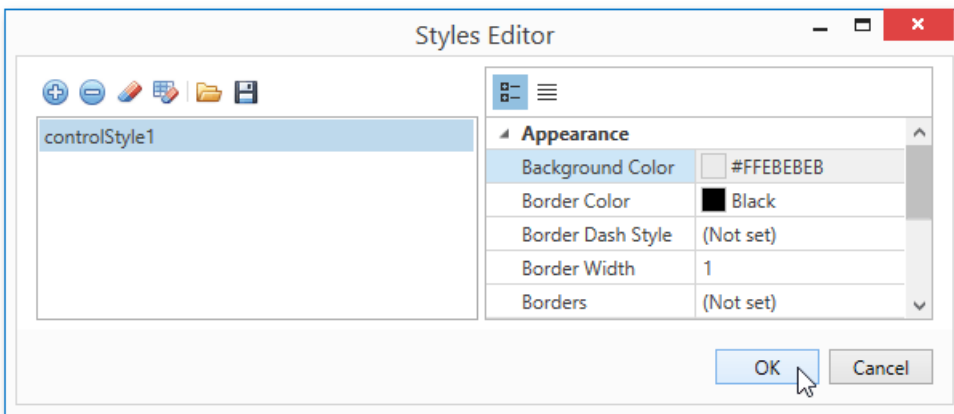 Styles Editor
controlStyle1
Appearance
Background Color #FFEBEBEB
Border Color Black
Border Dash Style (Not set)
Border Width 1
Borders (Not set)
OK Cancel